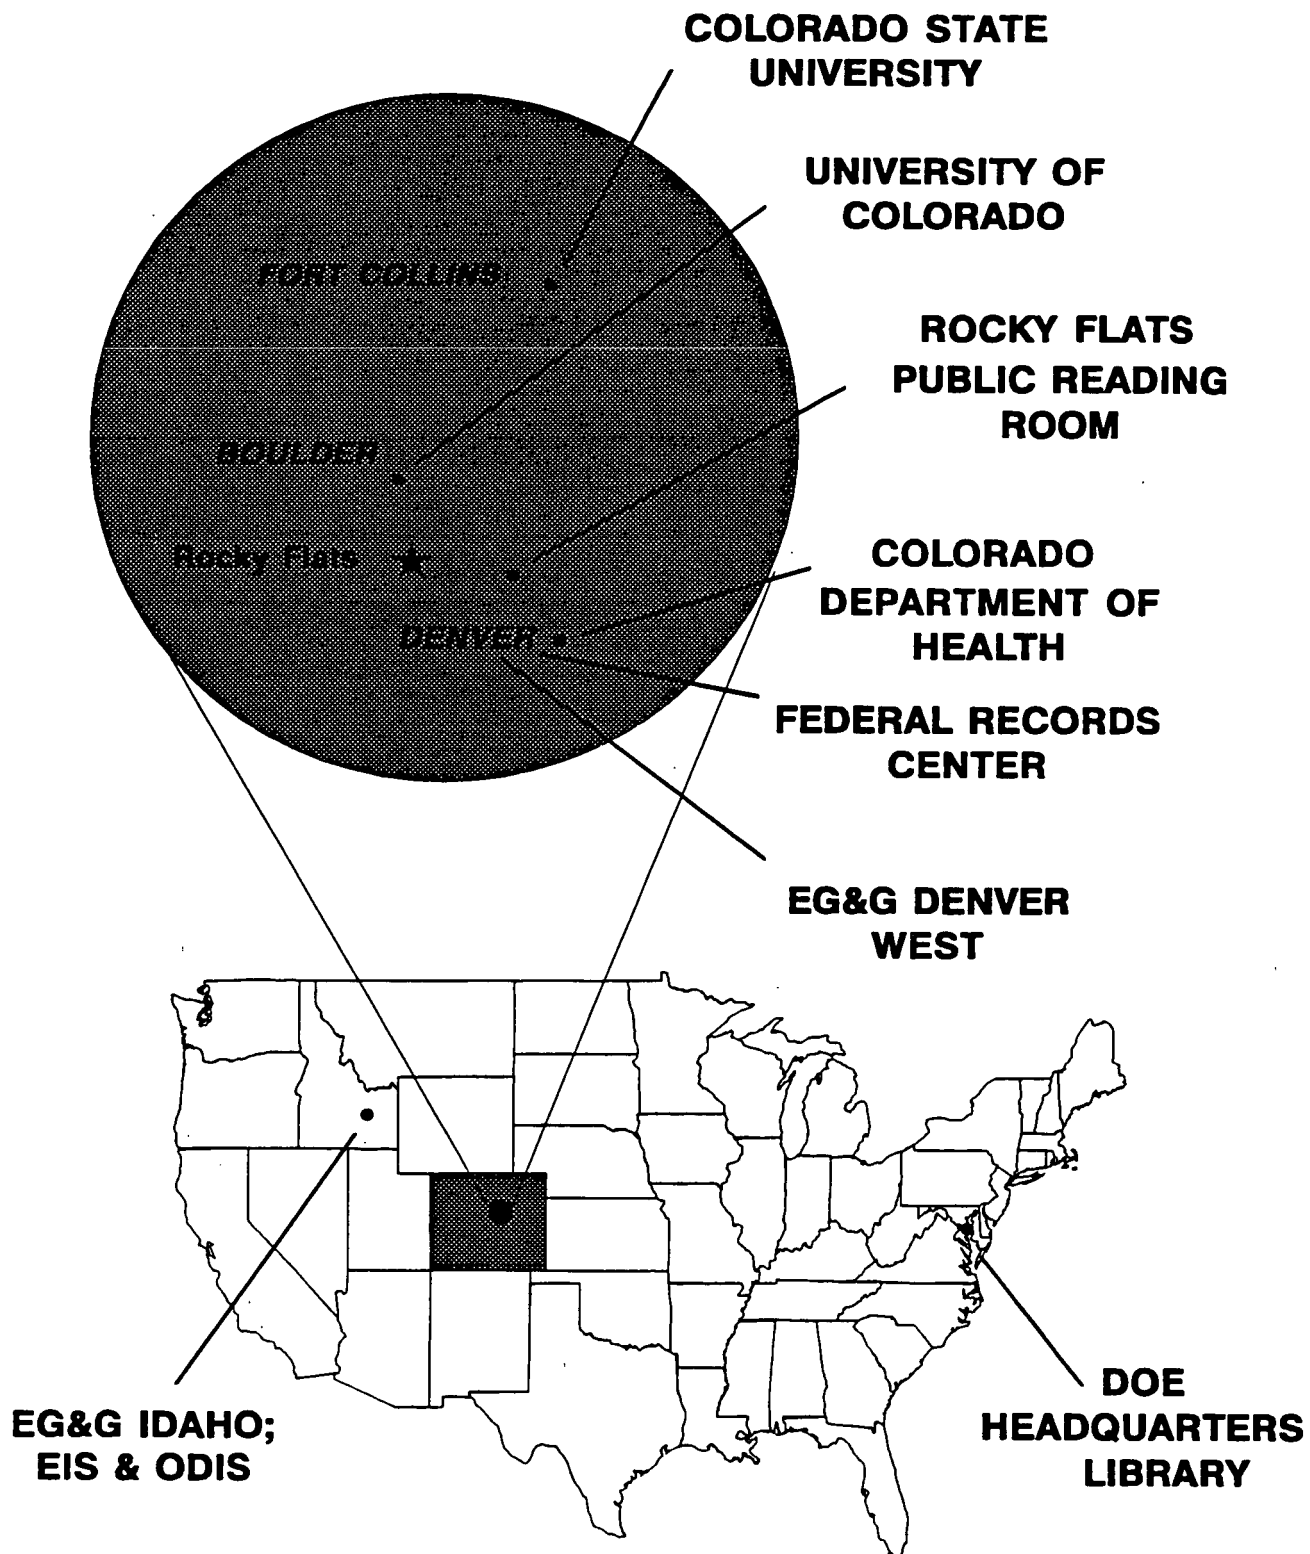 COLORADO STATE
UNIVERSITY
UNIVERSITY OF
COLORADO
FORT COLLINS
ROCKY FLATS
PUBLIC READING
ROOM
BOULDER
Rocky Flats
COLORADO
DEPARTMENT OF
HEALTH
DENVER
FEDERAL RECORDS
CENTER
EG&G DENVER
WEST
EG&G IDAHO;
EIS & ODIS
DOE
HEADQUARTERS
LIBRARY